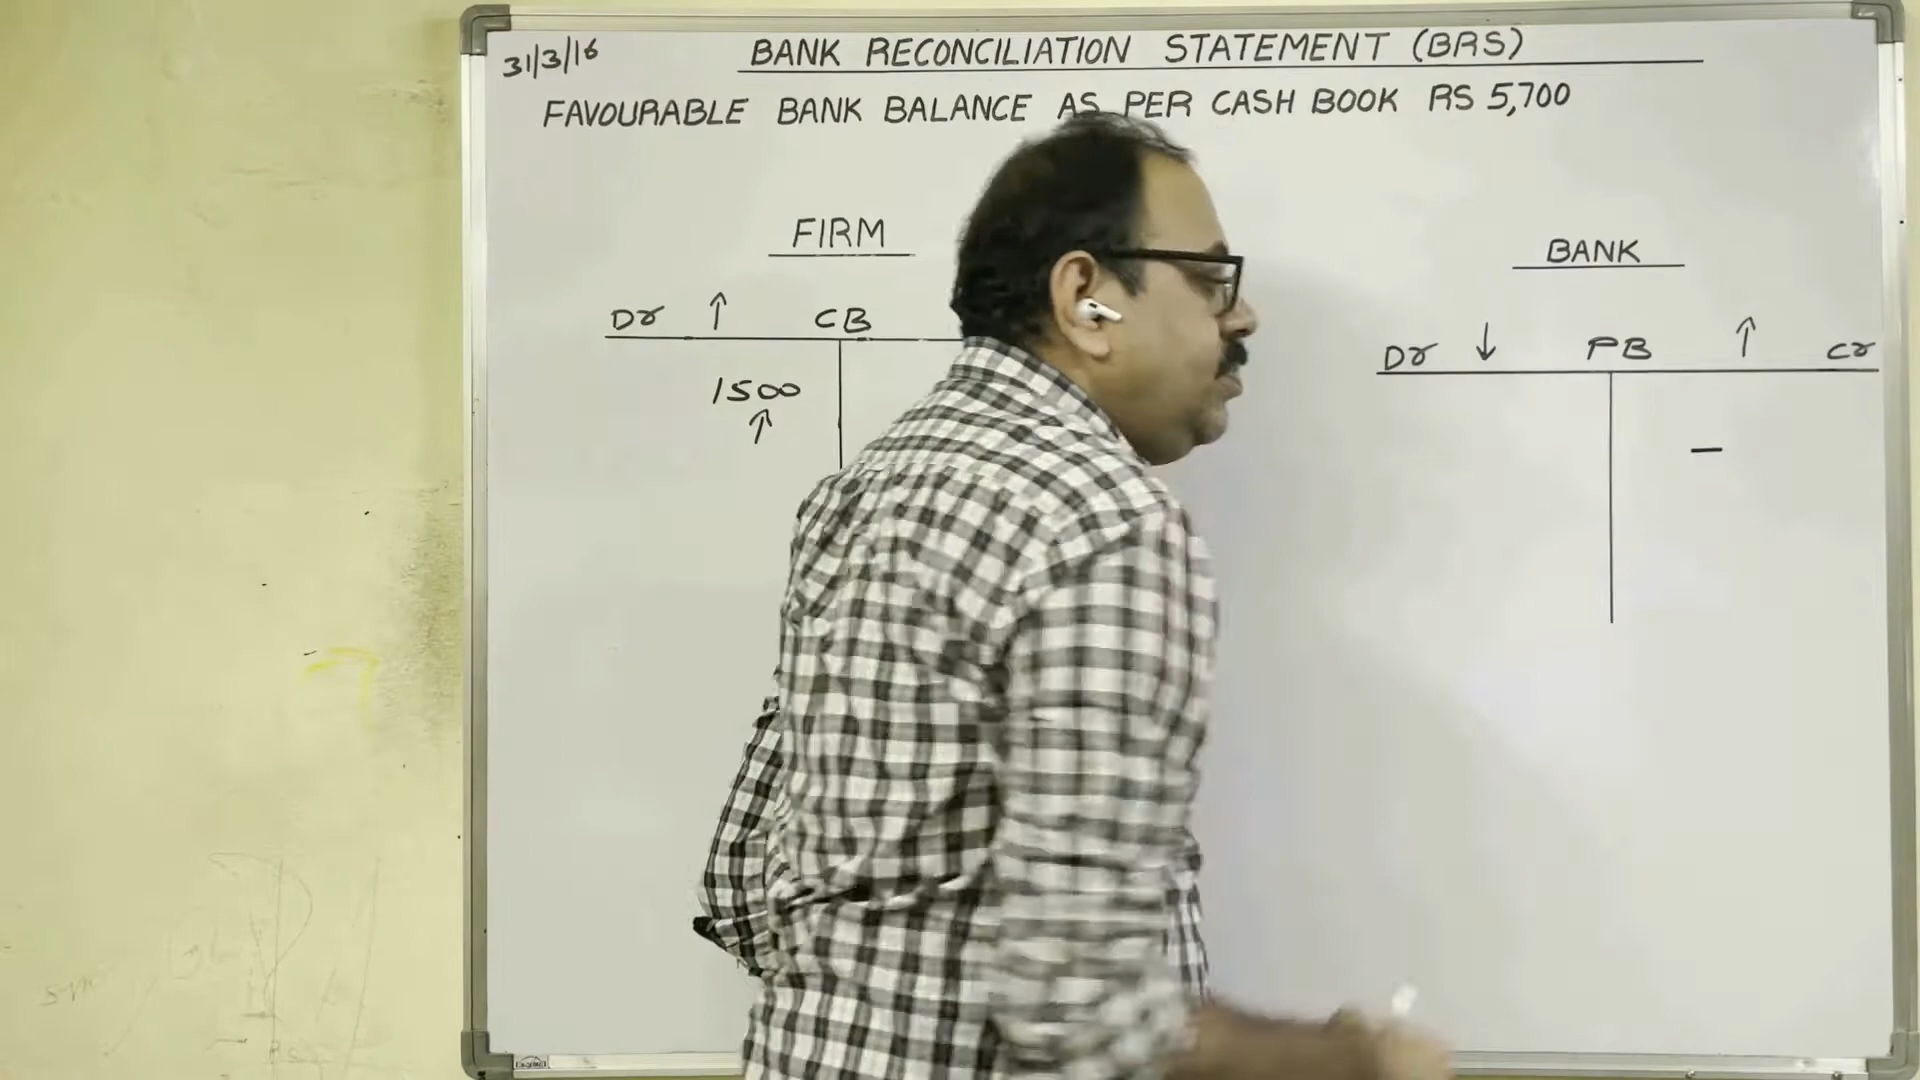 31/3/16 BANK RECONCILIATION STATEMENT (BRS)
FAVOURABLE BANK BALANCE AS PER CASH BOOK RS 5,700
FIRM
BANK
Dr ↑ CB
Dr ↓ PB ↑ Cr
1500
↑
—